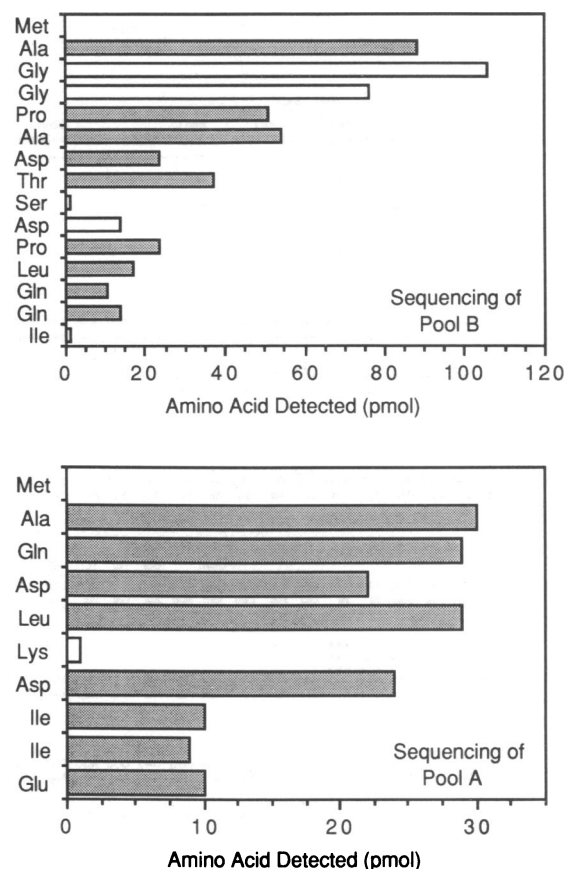 Met
Ala
Gly
Gly
Pro
Ala
Asp
Thr
Ser
Asp
Pro
Leu
Gln
Gln
Ile
Sequencing of
Pool B
0 20 40 60 80 100 120
Amino Acid Detected (pmol)
Met
Ala
Gln
Asp
Leu
Lys
Asp
Ile
Ile
Glu
Sequencing of
Pool A
0 10 20 30
Amino Acid Detected (pmol)